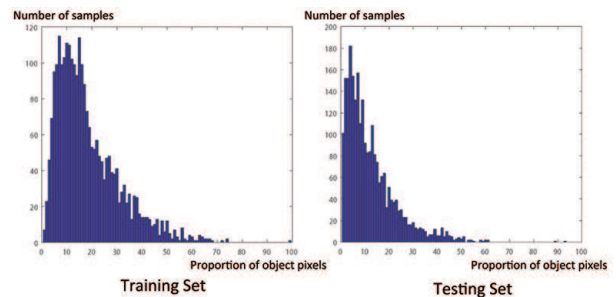 Number of samples
120
100
80
60
40
20
0
0 10 20 30 40 50 60 70 80 90 100
Proportion of object pixels
Training Set
Number of samples
200
180
160
140
120
100
80
60
40
20
0
0 10 20 30 40 50 60 70 80 90 100
Proportion of object pixels
Testing Set